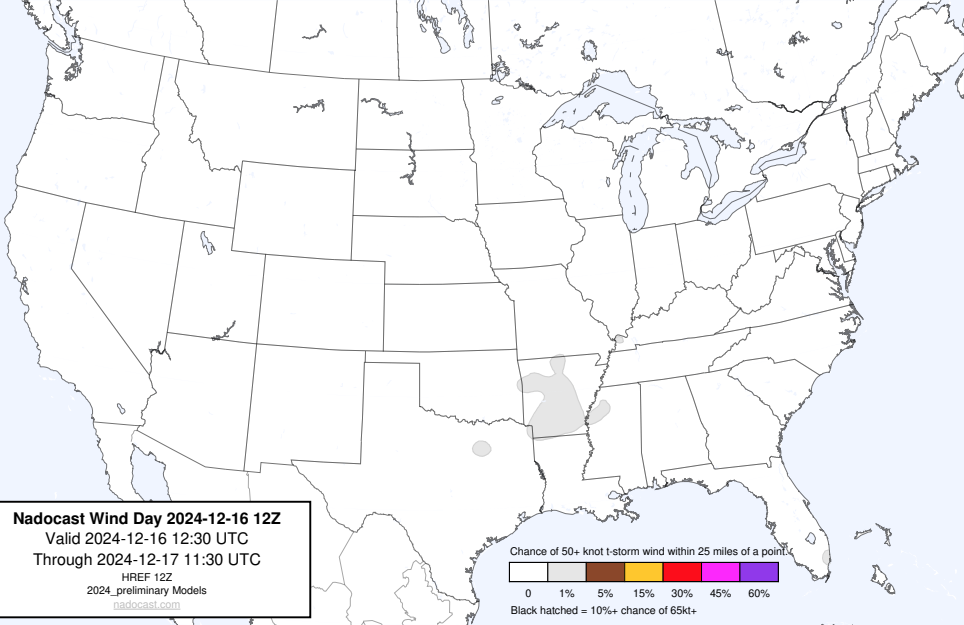 Nadocast Wind Day 2024-12-16 12Z
Valid 2024-12-16 12:30 UTC
Through 2024-12-17 11:30 UTC
HREF 12Z
2024_preliminary Models
nadocast.com
Chance of 50+ knot t-storm wind within 25 miles of a point.
0 1% 5% 15% 30% 45% 60%
Black hatched = 10%+ chance of 65kt+